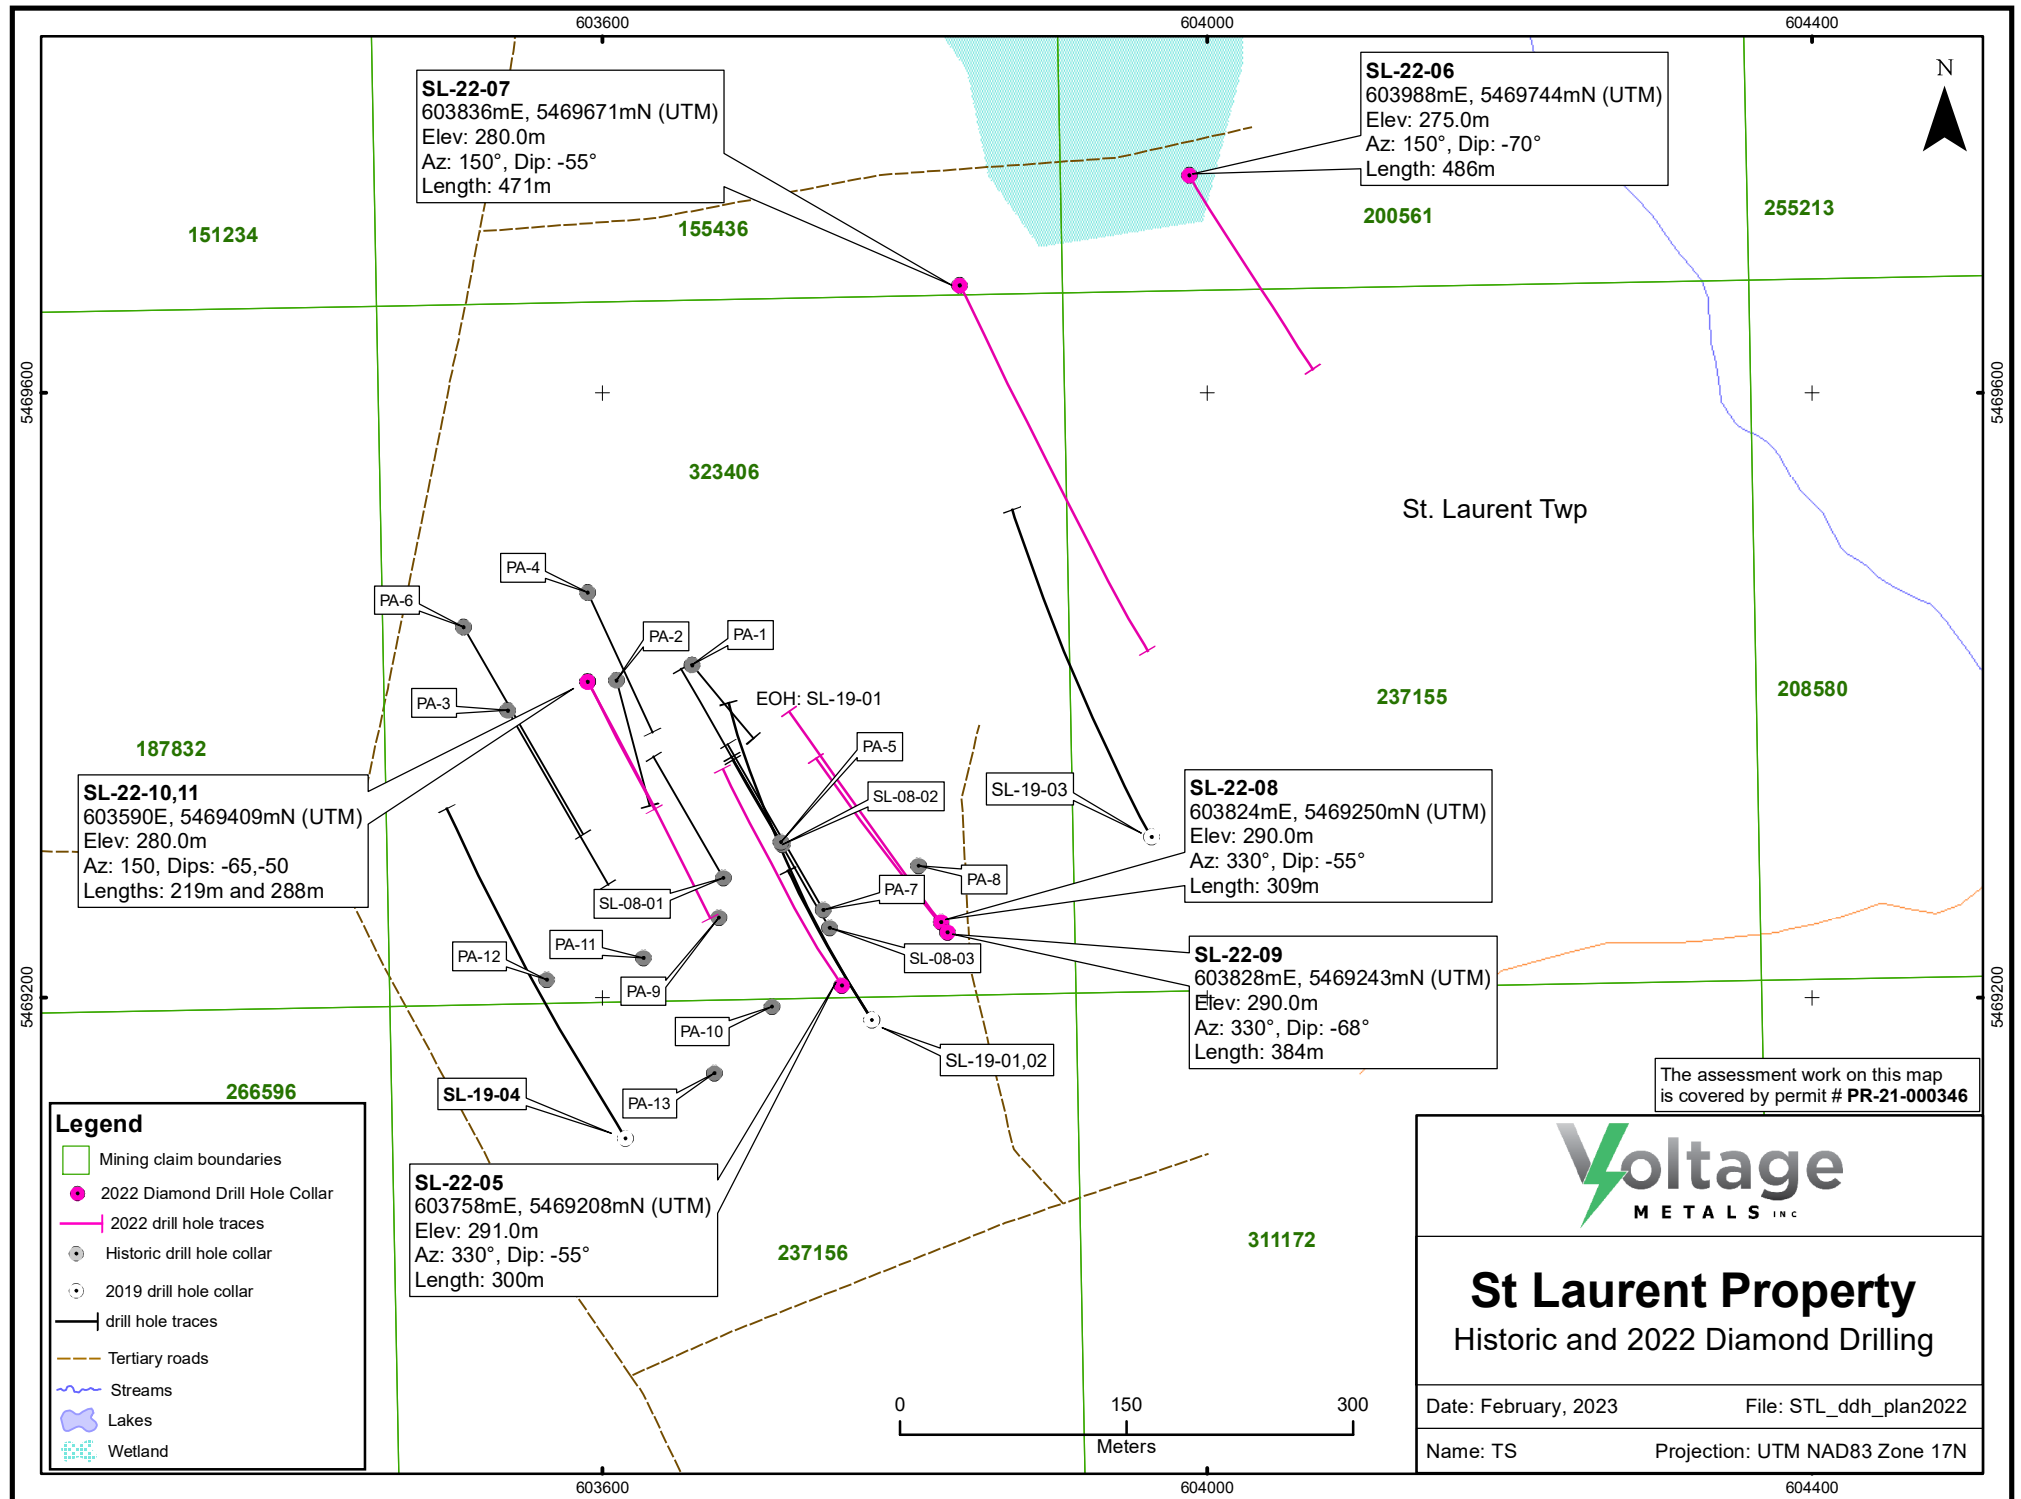 603600
604000
604400
SL-22-07
603836mE, 5469671mN (UTM)
Elev: 280.0m
Az: 150°, Dip: -55°
Length: 471m
SL-22-06
603988mE, 5469744mN (UTM)
Elev: 275.0m
Az: 150°, Dip: -70°
Length: 486m
N
151234
155436
200561
255213
5469600
5469600
323406
St. Laurent Twp
PA-4
PA-6
PA-2
PA-1
PA-3
EOH: SL-19-01
237155
208580
187832
PA-5
SL-08-02
SL-19-03
SL-22-10,11
603590E, 5469409mN (UTM)
Elev: 280.0m
Az: 150, Dips: -65,-50
Lengths: 219m and 288m
SL-22-08
603824mE, 5469250mN (UTM)
Elev: 290.0m
Az: 330°, Dip: -55°
Length: 309m
PA-8
PA-7
SL-08-01
PA-11
PA-12
SL-08-03
PA-9
SL-22-09
603828mE, 5469243mN (UTM)
Elev: 290.0m
Az: 330°, Dip: -68°
Length: 384m
5469200
5469200
PA-10
SL-19-01,02
SL-19-04
PA-13
266596
The assessment work on this map
is covered by permit # PR-21-000346
SL-22-05
603758mE, 5469208mN (UTM)
Elev: 291.0m
Az: 330°, Dip: -55°
Length: 300m
237156
311172
Legend
Mining claim boundaries
2022 Diamond Drill Hole Collar
2022 drill hole traces
Historic drill hole collar
2019 drill hole collar
drill hole traces
Tertiary roads
Streams
Lakes
Wetland
0 150 300
Meters
Voltage
METALS INC
St Laurent Property
Historic and 2022 Diamond Drilling
Date: February, 2023 File: STL_ddh_plan2022
Name: TS Projection: UTM NAD83 Zone 17N
603600
604000
604400